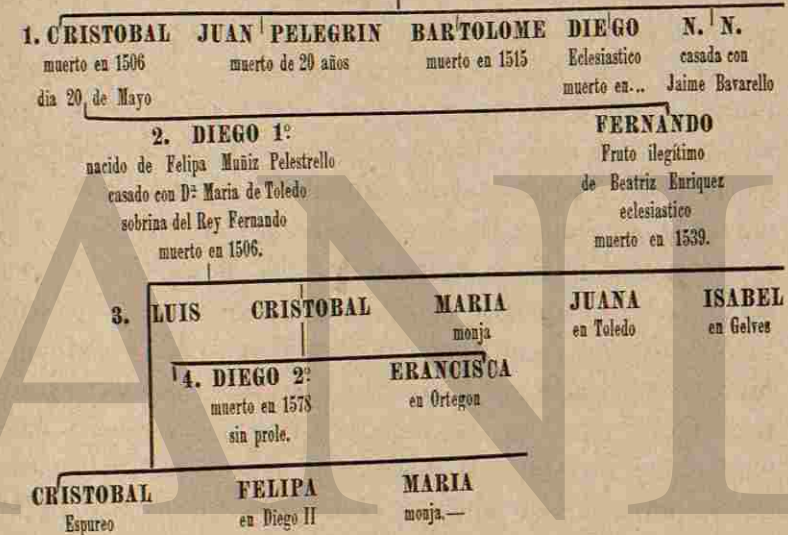 1. CRISTOBAL JUAN PELEGRIN BARTOLOME DIEGO N. N.
muerto en 1506 muerto de 20 años muerto en 1515 Eclesiastico casada con
dia 20 de Mayo muerto en... Jaime Bavarello
2. DIEGO 1º FERNANDO
nacido de Felipa Muñiz Pelestrello Fruto ilegítimo
casado con Dª Maria de Toledo de Beatriz Enriquez
sobrina del Rey Fernando eclesiastico
muerto en 1506. muerto en 1539.
3. LUIS CRISTOBAL MARIA JUANA ISABEL
monja en Toledo en Gelves
4. DIEGO 2º ERANCISCA
muerto en 1578 en Ortegon
sin prole.
CRISTOBAL FELIPA MARIA
Espureo en Diego II monja.—
ANL